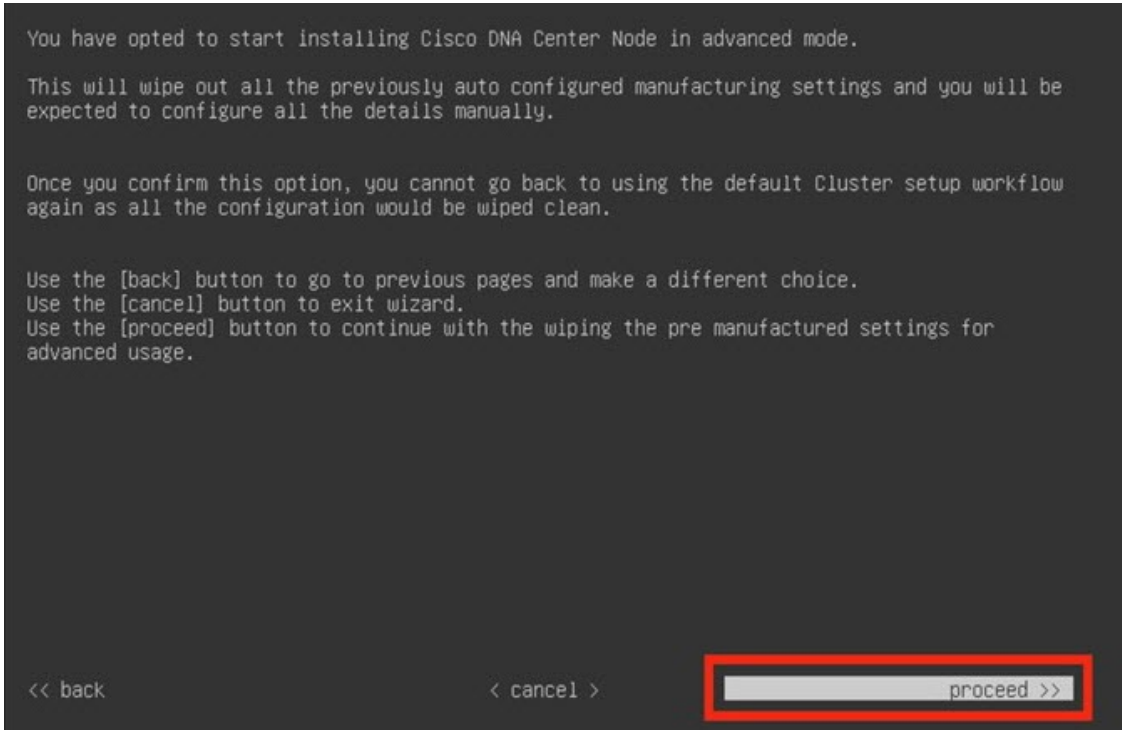 You have opted to start installing Cisco DNA Center Node in advanced mode.
This will wipe out all the previously auto configured manufacturing settings and you will be
expected to configure all the details manually.
Once you confirm this option, you cannot go back to using the default Cluster setup workflow
again as all the configuration would be wiped clean.
Use the [back] button to go to previous pages and make a different choice.
Use the [cancel] button to exit wizard.
Use the [proceed] button to continue with the wiping the pre manufactured settings for
advanced usage.
<< back < cancel > proceed >>